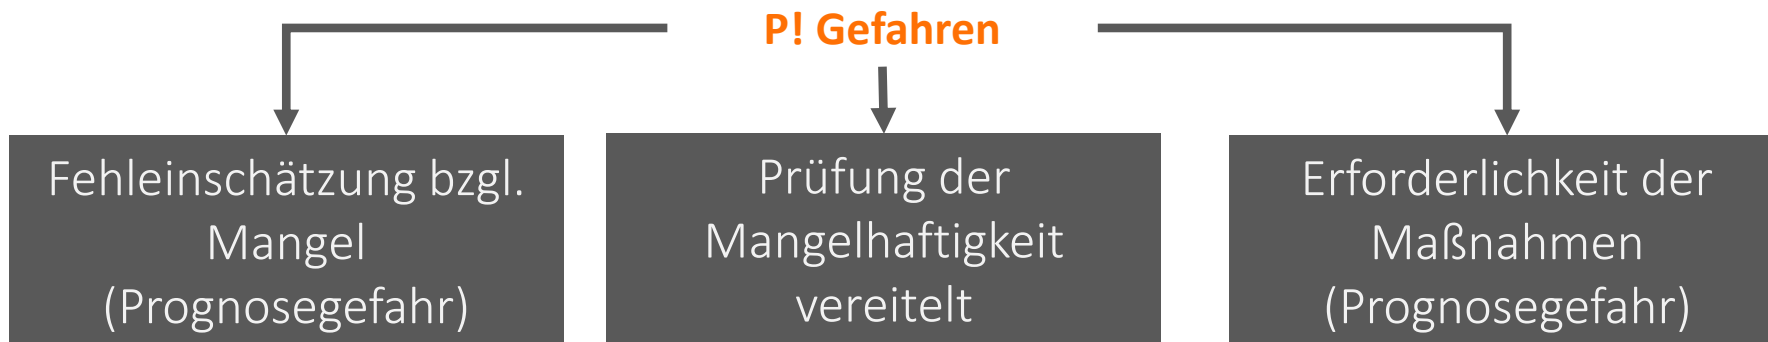 P! Gefahren
Fehleinschätzung bzgl.
Mangel
(Prognosegefahr)
Prüfung der
Mangelhaftigkeit
vereitelt
Erforderlichkeit der
Maßnahmen
(Prognosegefahr)